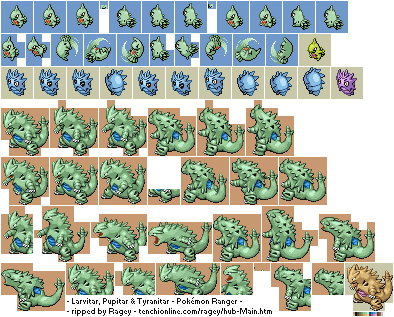 - Larvitar, Pupitar & Tyranitar - Pokémon Ranger -
- ripped by Ragey - tenchionline.com/ragey/hub-Main.htm